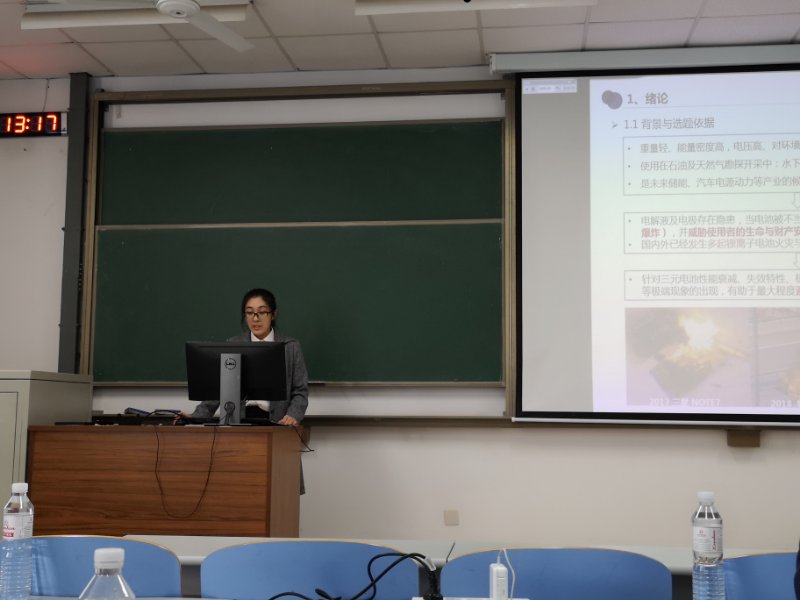 13:17
1、绪论
1.1 背景与选题依据
重量轻、能量密度高，电压高、对环境
使用在石油及天然气勘探开采中：水下
是未来储能、汽车电源动力等产业的候
电解液及电极存在隐患，当电池被不当
爆炸），并威胁使用者的生命与财产安
国内外已经发生多起锂离子电池火灾
针对三元电池性能衰减、失效特性、
等极端现象的出现，有助于最大程度
2013 三星 NOTE7
DELL